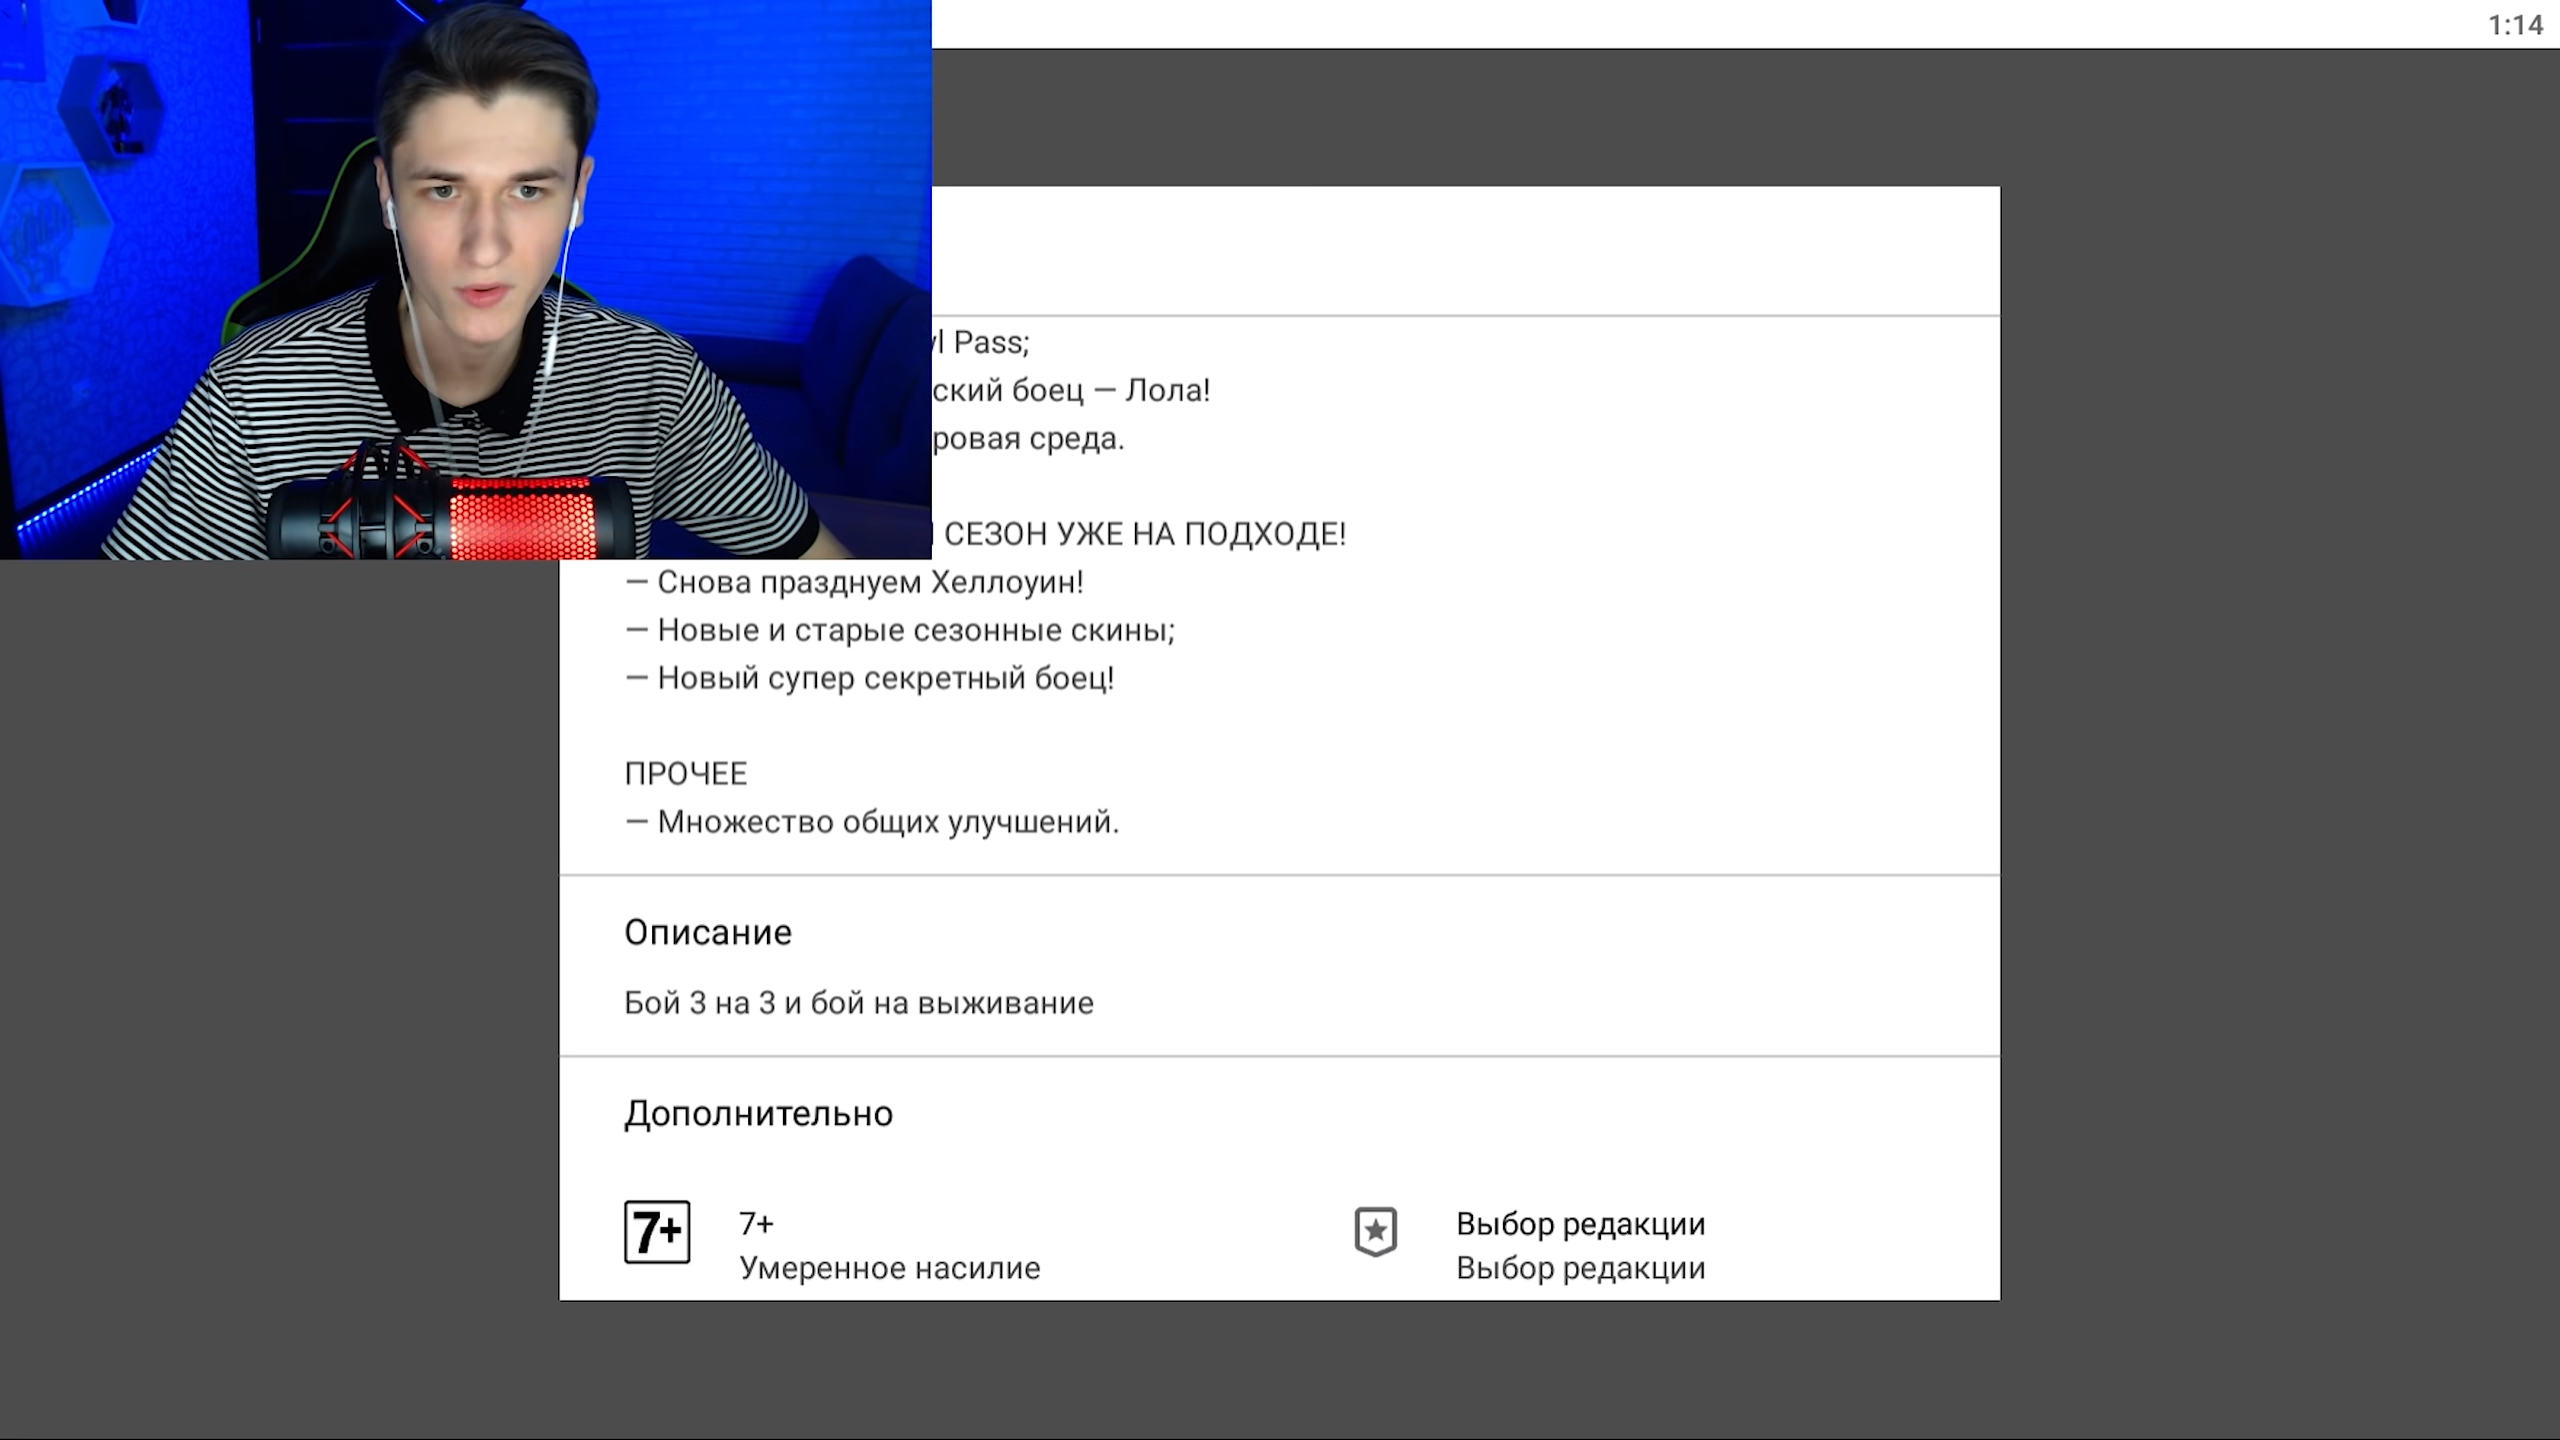 1:14
Pass;
боец — Лола!
среда.
СЕЗОН УЖЕ НА ПОДХОДЕ!
— Снова празднуем Хеллоуин!
— Новые и старые сезонные скины;
— Новый супер секретный боец!
ПРОЧЕЕ
— Множество общих улучшений.
Описание
Бой 3 на 3 и бой на выживание
Дополнительно
7+
7+
Умеренное насилие
Выбор редакции
Выбор редакции